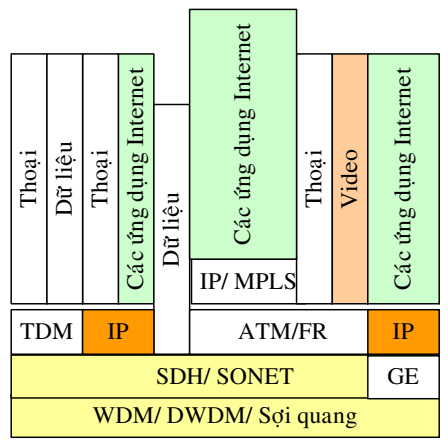 Thoại
Dữ liệu
Thoại
Các ứng dụng Internet
Dữ liệu
Các ứng dụng Internet
Thoại
Video
Các ứng dụng Internet
IP/ MPLS
TDM
IP
ATM/FR
IP
SDH/ SONET
GE
WDM/ DWDM/ Sợi quang